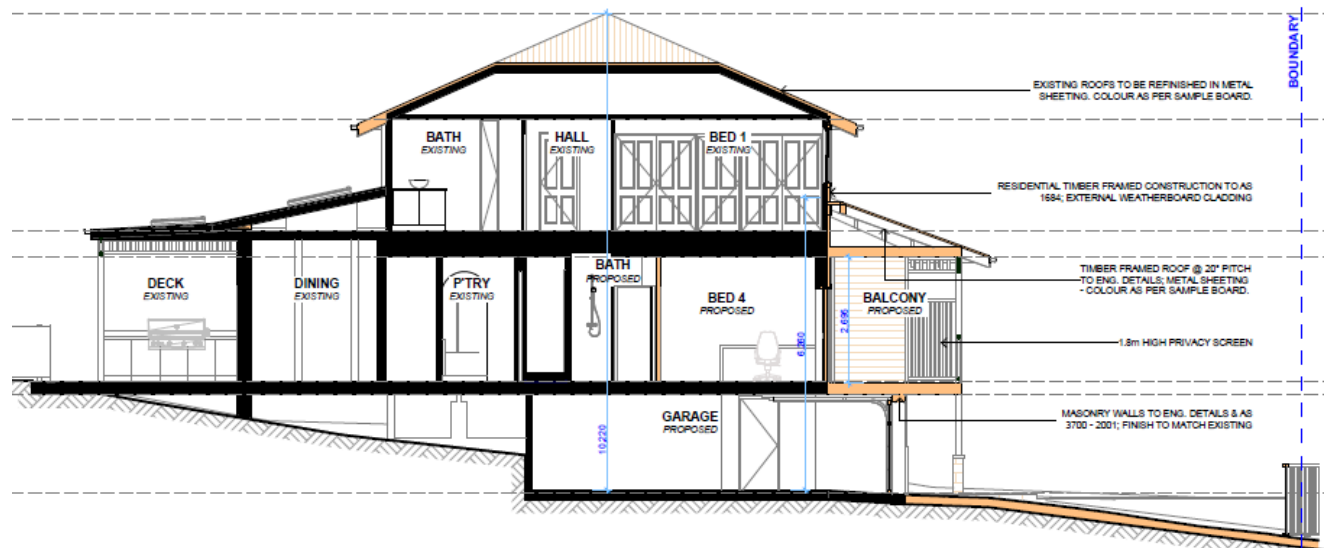 BOUNDARY
EXISTING ROOFS TO BE REFINISHED IN METAL
SHEETING. COLOUR AS PER SAMPLE BOARD.
BATH
EXISTING
HALL
EXISTING
BED 1
EXISTING
RESIDENTIAL TIMBER FRAMED CONSTRUCTION TO AS
1684; EXTERNAL WEATHERBOARD CLADDING
DECK
EXISTING
DINING
EXISTING
P'TRY
EXISTING
BATH
PROPOSED
BED 4
PROPOSED
BALCONY
PROPOSED
TIMBER FRAMED ROOF @ 20° PITCH
TO ENG. DETAILS; METAL SHEETING
- COLOUR AS PER SAMPLE BOARD.
2,695
6,260
1.8m HIGH PRIVACY SCREEN
GARAGE
PROPOSED
10,220
MASONRY WALLS TO ENG. DETAILS & AS
3700 - 2001; FINISH TO MATCH EXISTING